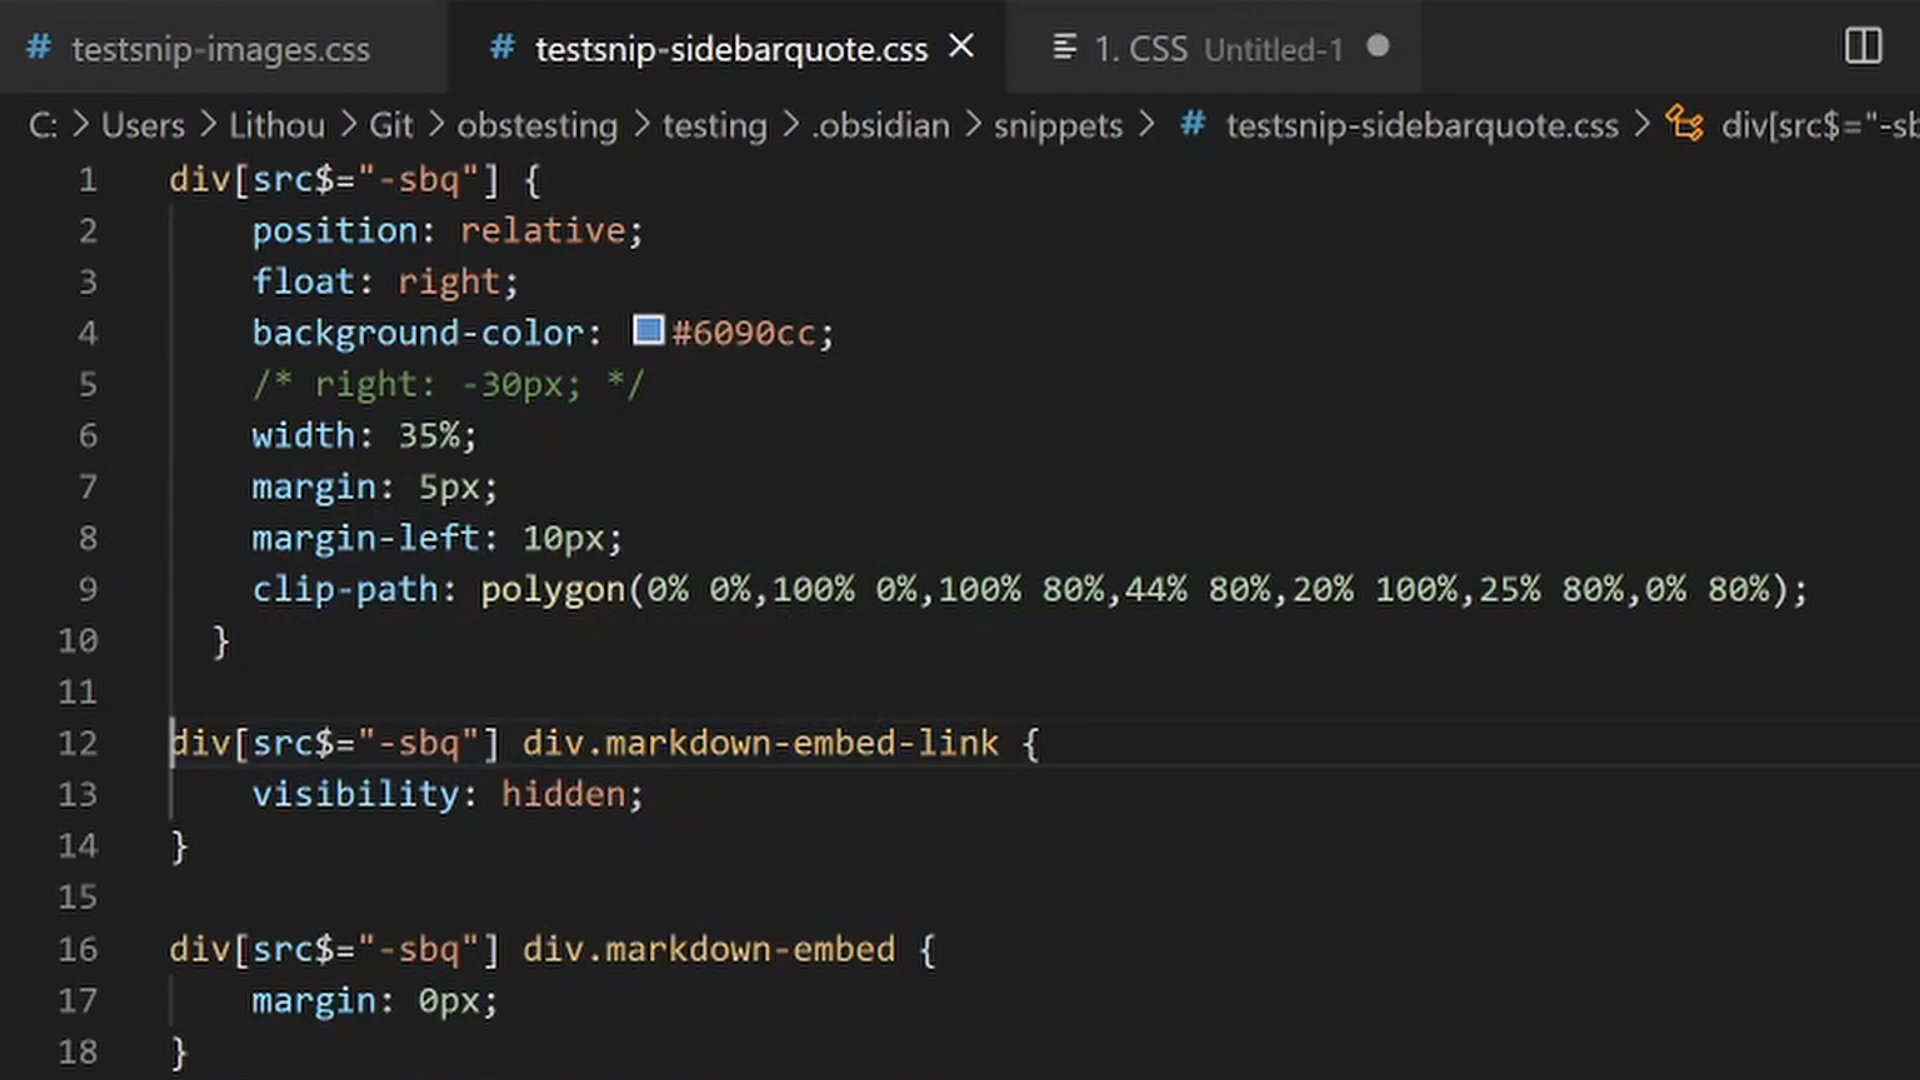 # testsnip-images.css # testsnip-sidebarquote.css × 1. CSS Untitled-1 ●
C: > Users > Lithou > Git > obstesting > testing > .obsidian > snippets > # testsnip-sidebarquote.css > div[src$="-sb
1 div[src$="-sbq"] {
2     position: relative;
3     float: right;
4     background-color: #6090cc;
5     /* right: -30px; */
6     width: 35%;
7     margin: 5px;
8     margin-left: 10px;
9     clip-path: polygon(0% 0%,100% 0%,100% 80%,44% 80%,20% 100%,25% 80%,0% 80%);
10   }
11
12 div[src$="-sbq"] div.markdown-embed-link {
13     visibility: hidden;
14 }
15
16 div[src$="-sbq"] div.markdown-embed {
17     margin: 0px;
18 }